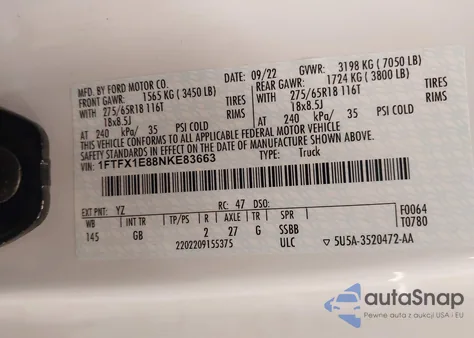 MFD. BY FORD MOTOR CO.
DATE: 09/22 GVWR: 3198 KG (7050 LB)
FRONT GAWR: 1565 KG (3450 LB) REAR GAWR: 1724 KG (3800 LB)
WITH TIRES WITH TIRES
275/65R18 116T 275/65R18 116T
18x8.5J RIMS 18x8.5J RIMS
AT 240 kPa/ 35 PSI COLD AT 240 kPa/ 35 PSI COLD
THIS VEHICLE CONFORMS TO ALL APPLICABLE FEDERAL MOTOR VEHICLE
SAFETY STANDARDS IN EFFECT ON THE DATE OF MANUFACTURE SHOWN ABOVE.
VIN: 1FTFX1E88NKE83663 TYPE: Truck
EXT PNT: YZ RC: 47 DSO: F0064
WB INT TR TP/PS R AXLE TR SPR T0780
145 GB 2 27 G SSBB
2202209155375 ULC ▽ 5U5A-3520472-AA
autoSnap
Pewne auta z aukcji USA i EU